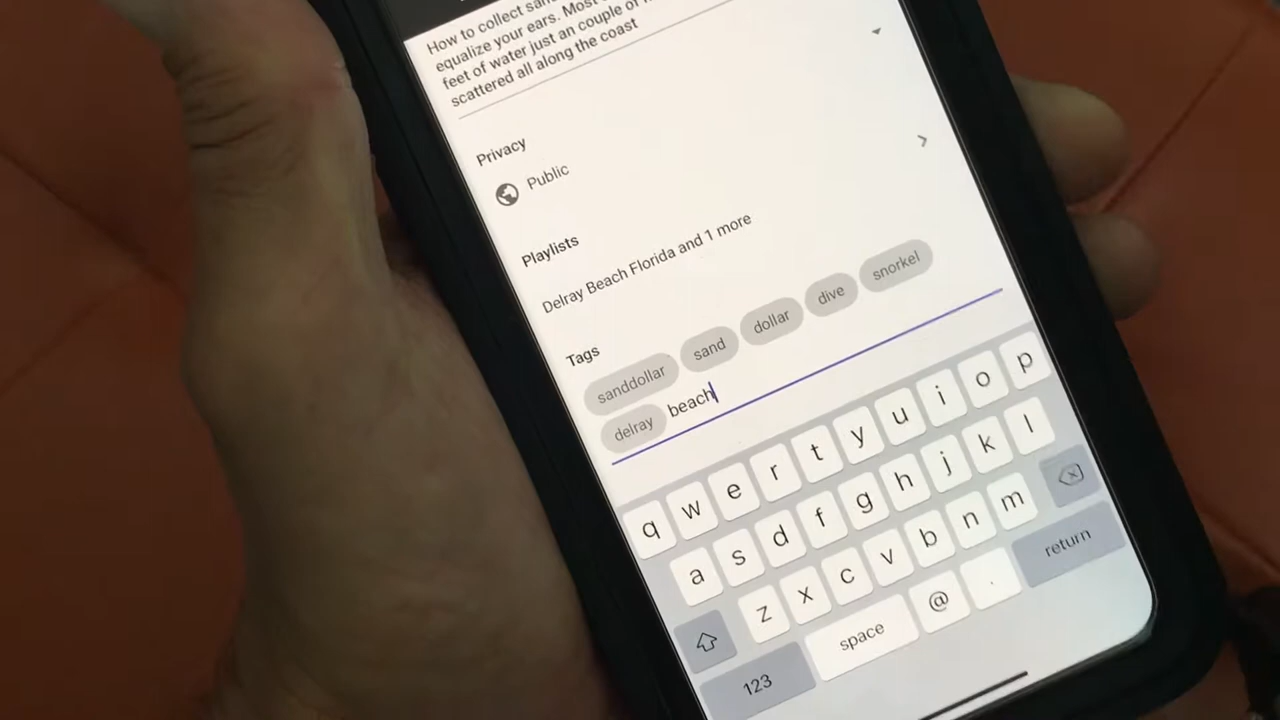 How to collect
equalize your ears. Most
feet of water just an couple of
scattered all along the coast
Privacy
Public
Playlists
Delray Beach Florida and 1 more
Tags
sanddollar sand dollar dive snorkel
delray beach
q w e r t y u i o p
a s d f g h j k l
z x c v b n m
123 space @ . return